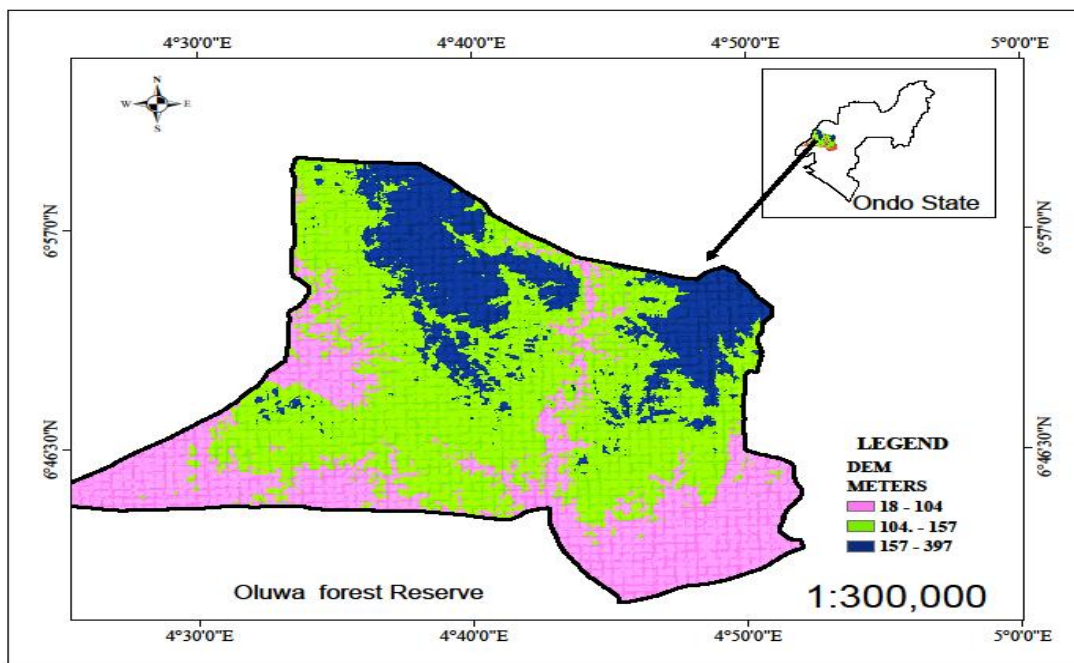 4°30'0"E 4°40'0"E 4°50'0"E 5°0'0"E
N
W E
S
Ondo State
6°57'0"N 6°57'0"N
6°46'30"N 6°46'30"N
LEGEND
DEM
METERS
18 - 104
104. - 157
157 - 397
Oluwa forest Reserve
1:300,000
4°30'0"E 4°40'0"E 4°50'0"E 5°0'0"E